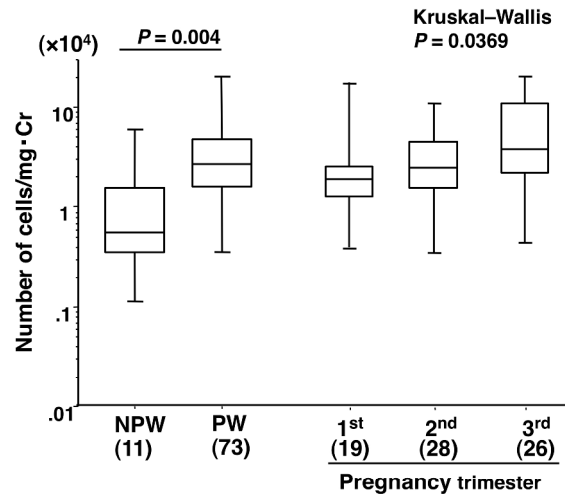 Kruskal–Wallis
P = 0.0369
(×10⁴)
P = 0.004
Number of cells/mg·Cr
10
1
.1
.01
NPW PW 1st 2nd 3rd
(11) (73) (19) (28) (26)
Pregnancy trimester